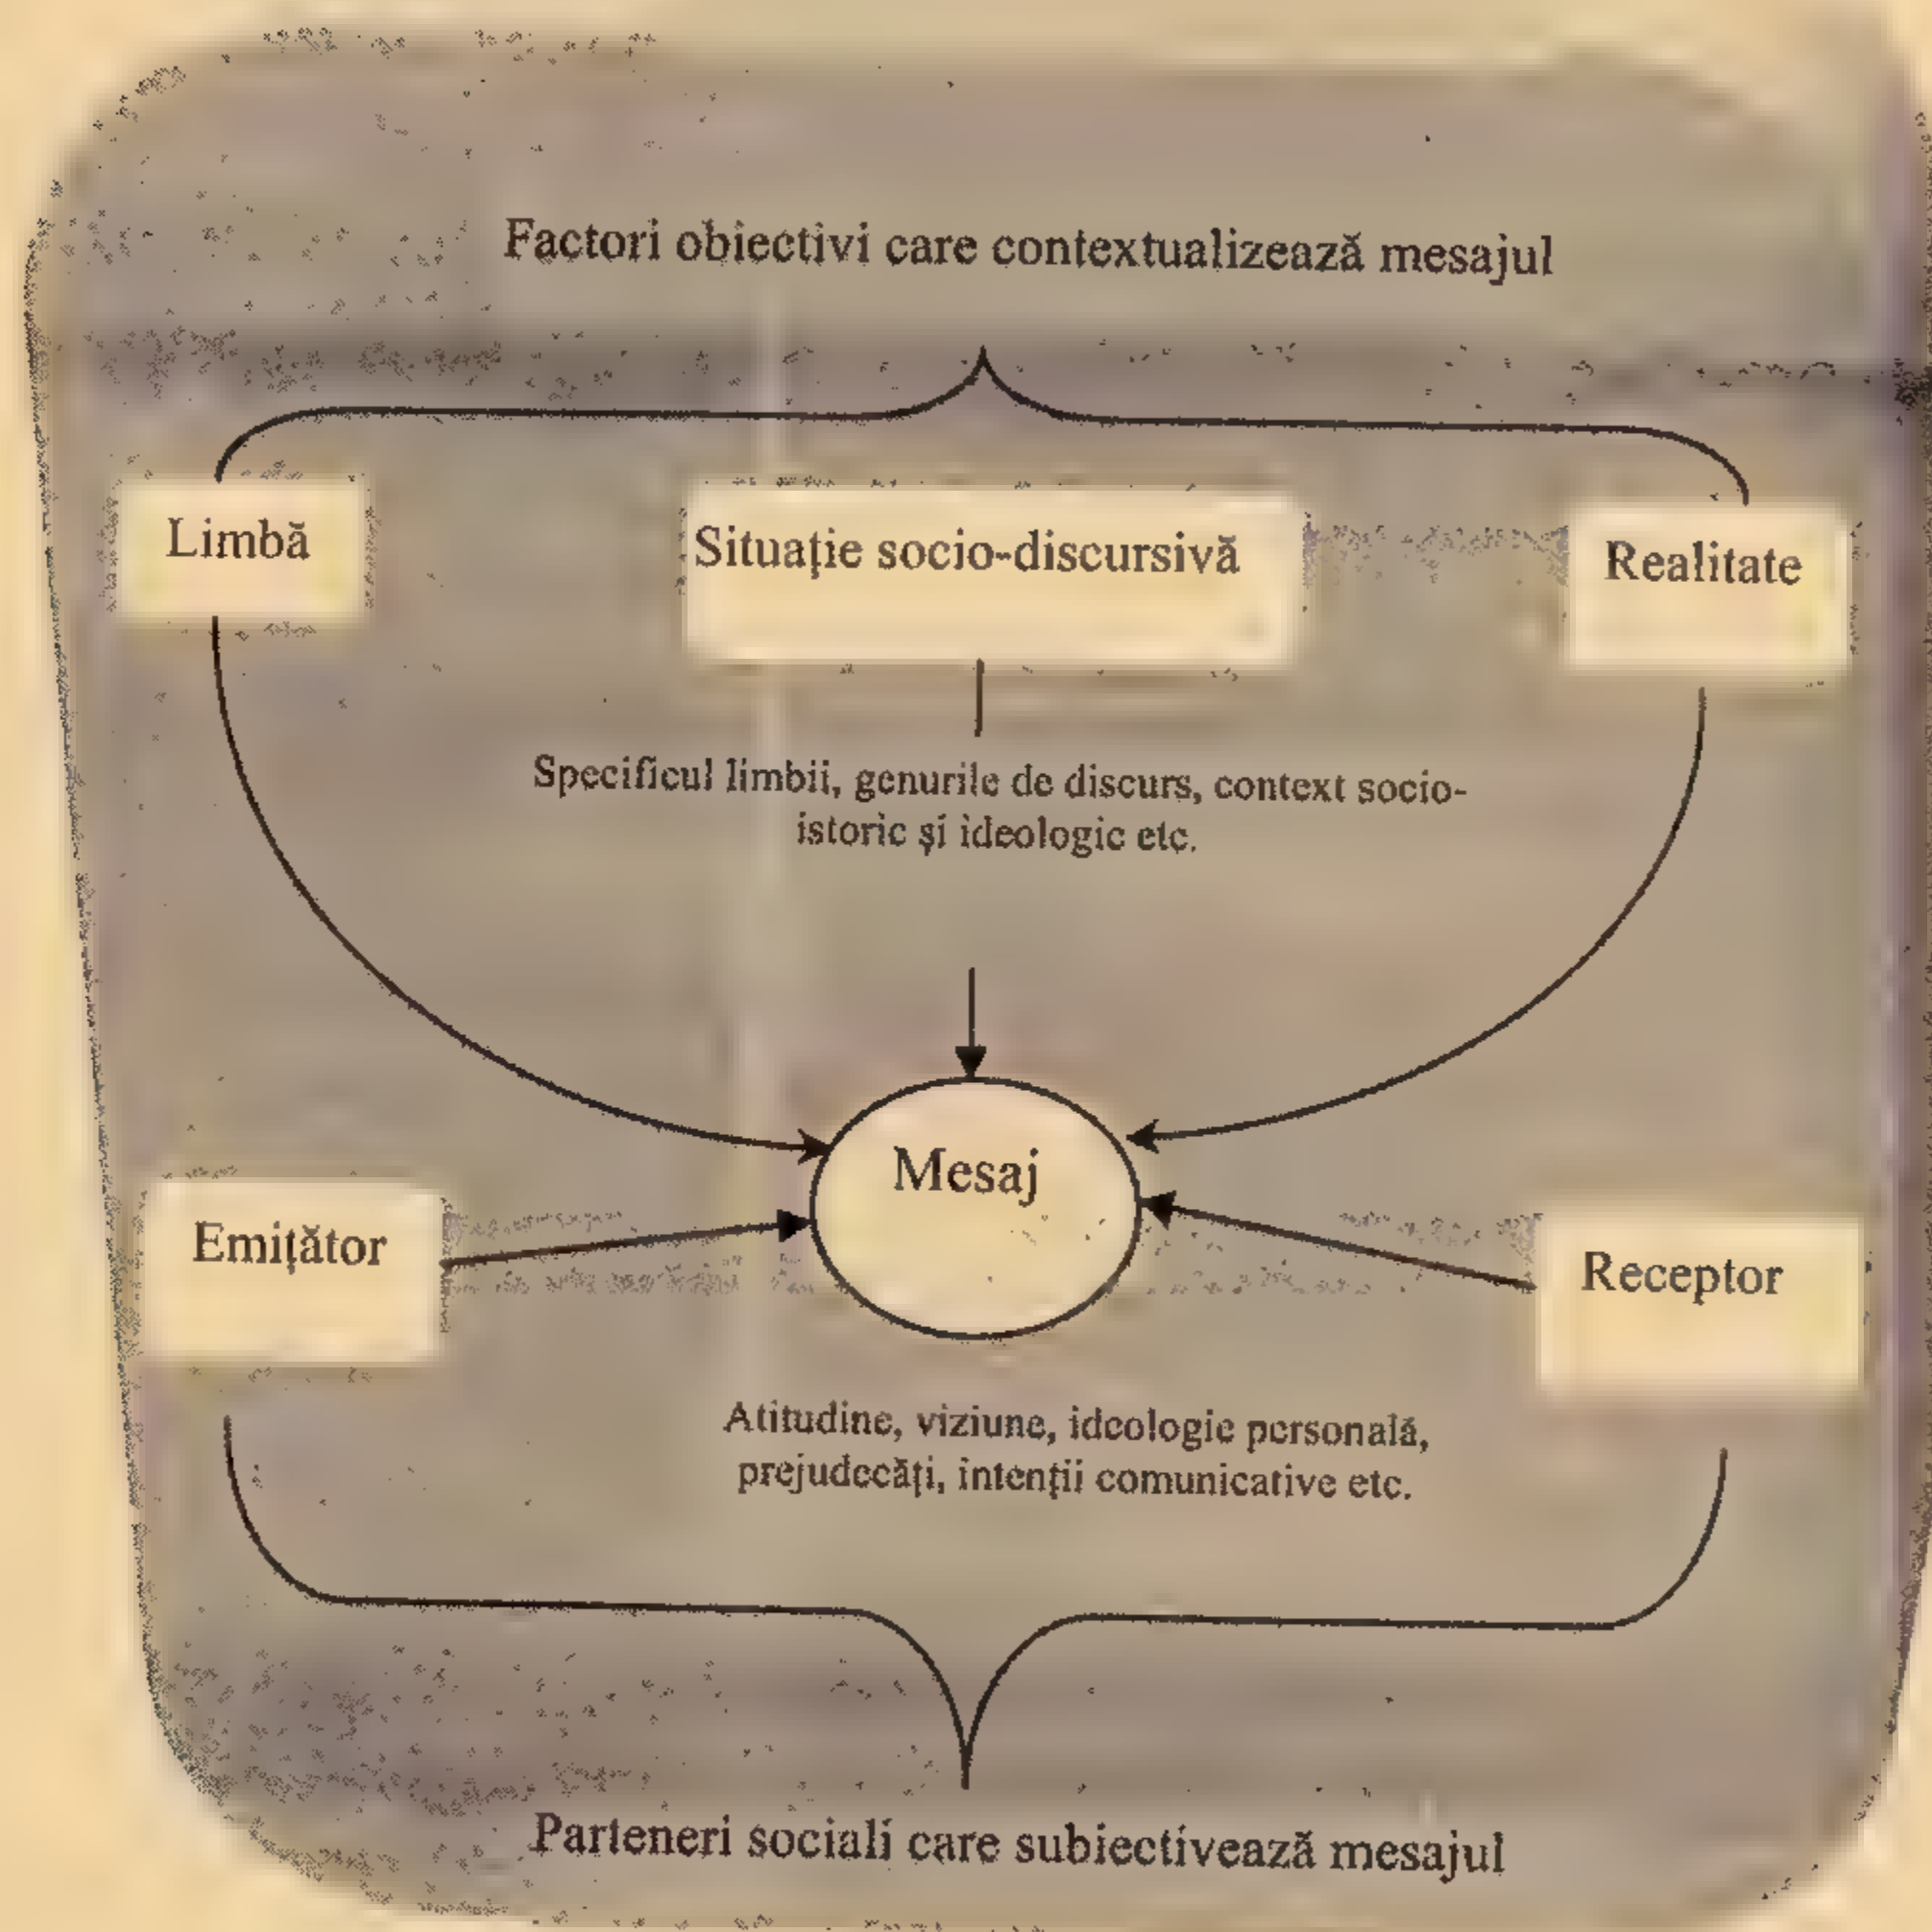 Factori obiectivi care contextualizează mesajul
Limbă
Situaţie socio-discursivă
Realitate
Specificul limbii, genurile de discurs, context socio-
istoric şi ideologic etc.
Mesaj
Emiţător
Receptor
Atitudine, viziune, ideologie personală,
prejudecăţi, intenţii comunicative etc.
Parteneri sociali care subiectivează mesajul